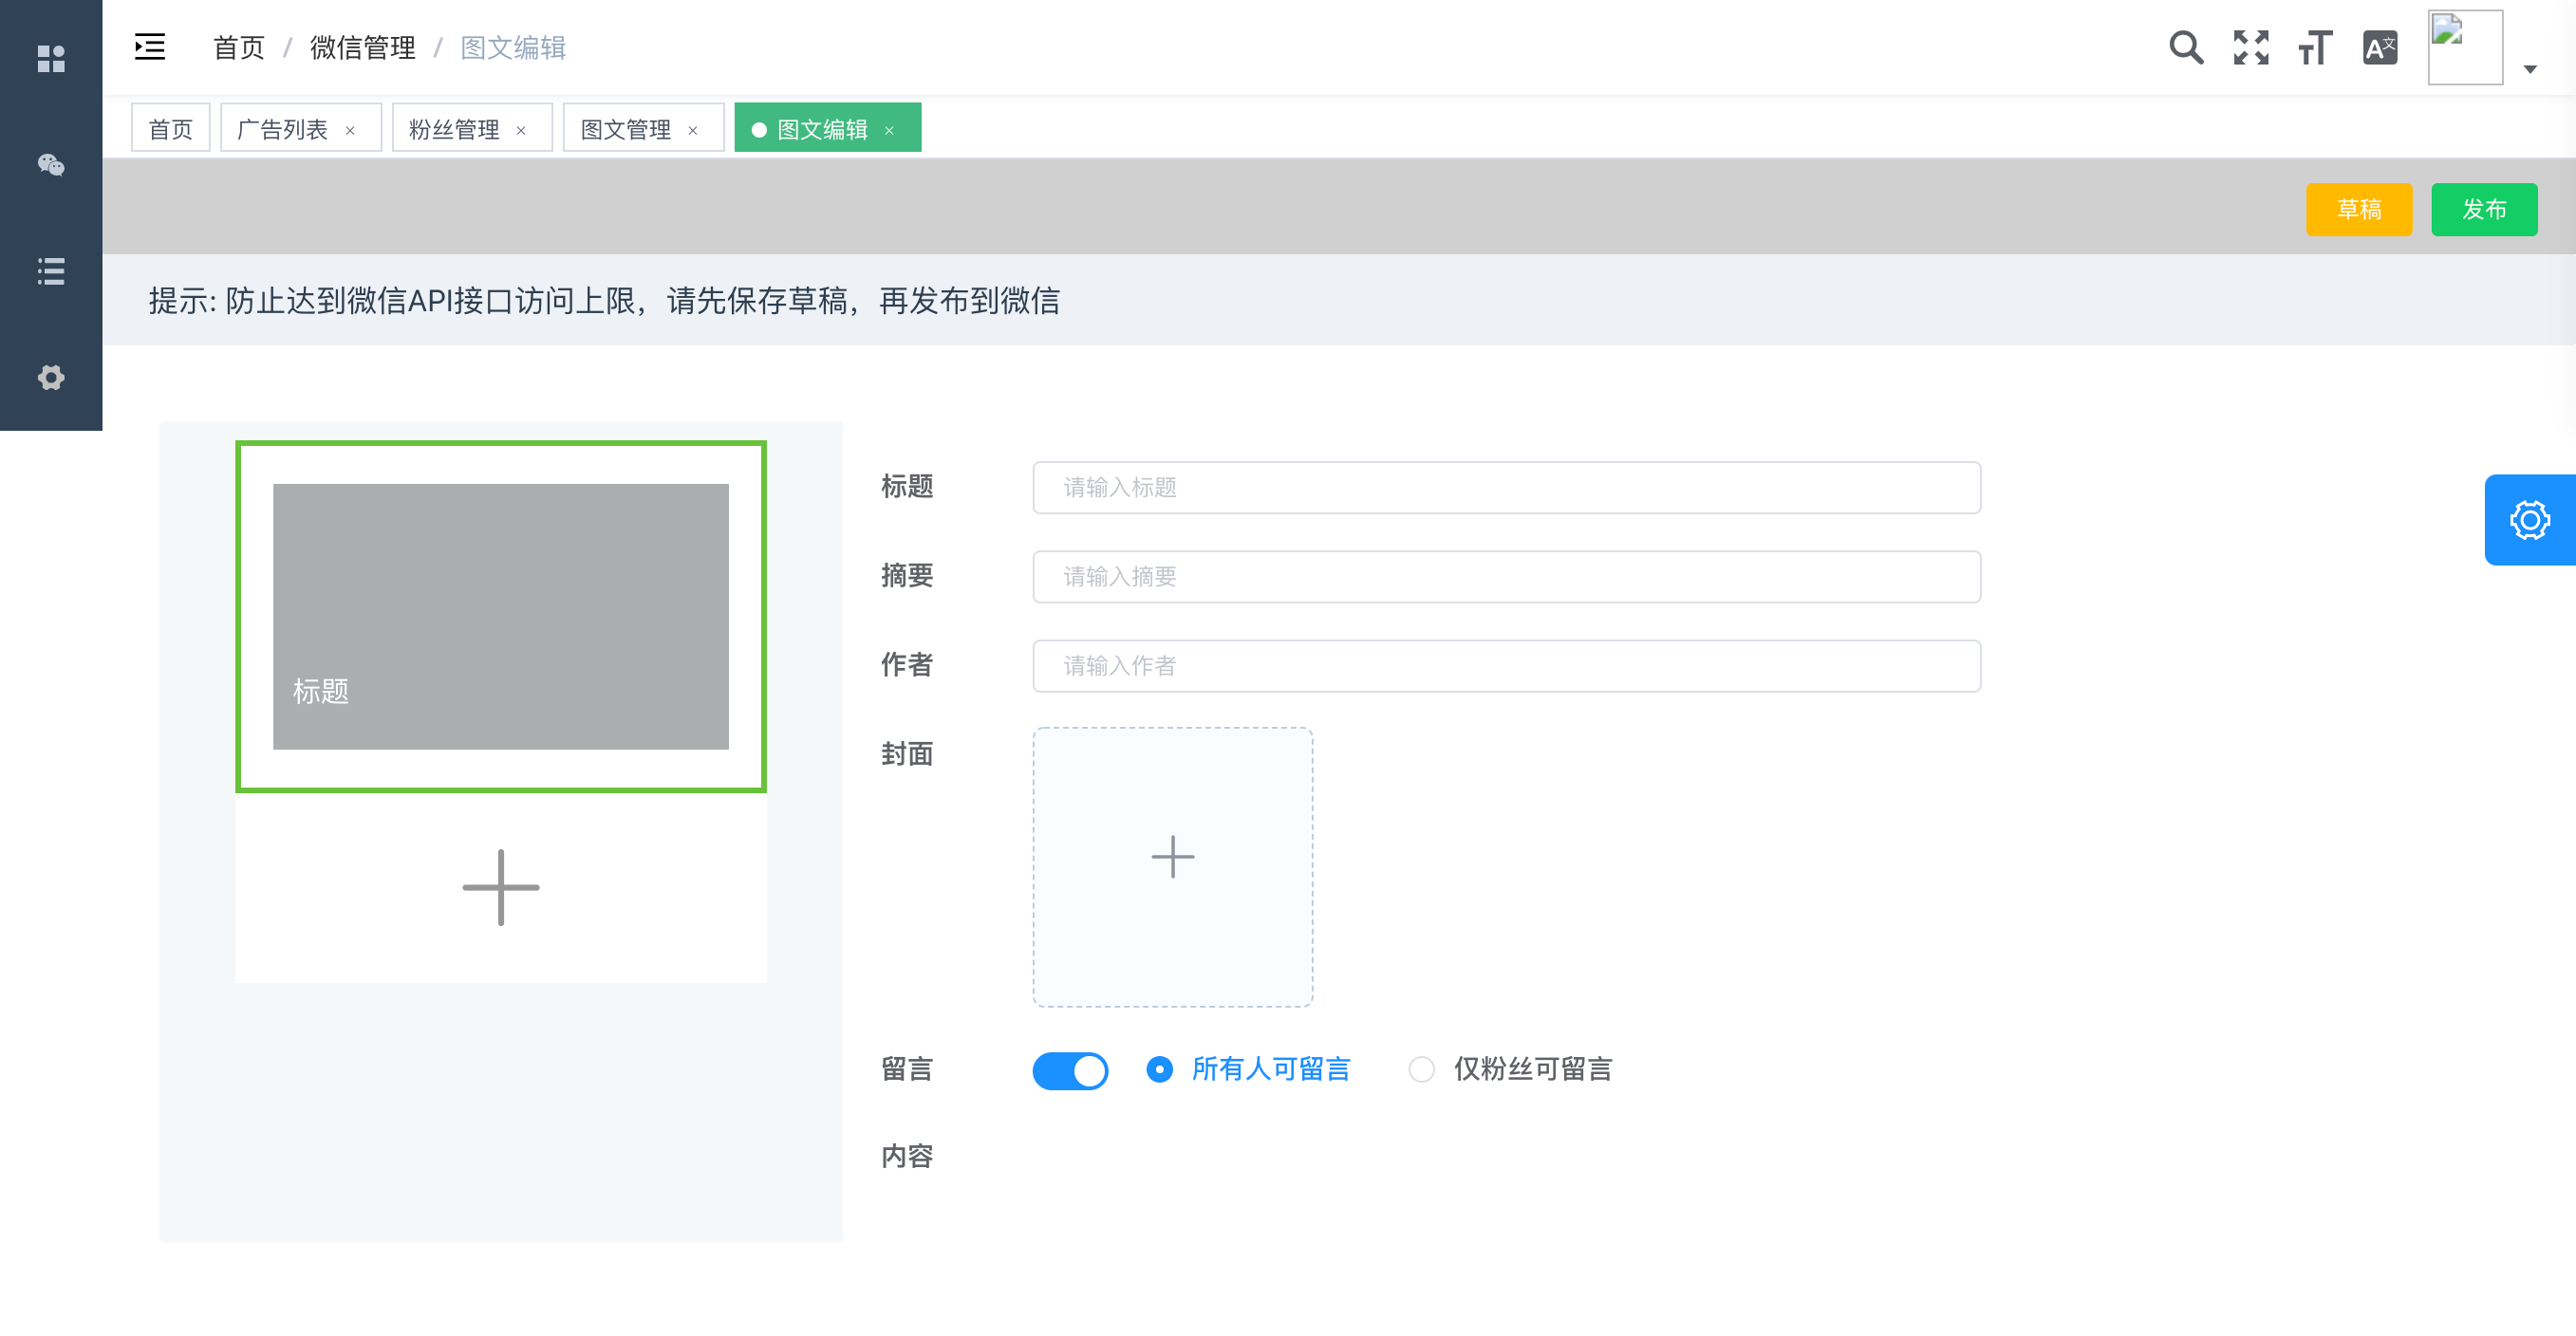 首页 / 微信管理 / 图文编辑
首页 广告列表 × 粉丝管理 × 图文管理 × 图文编辑 ×
草稿 发布
提示: 防止达到微信API接口访问上限，请先保存草稿，再发布到微信
标题
标题 请输入标题
摘要 请输入摘要
作者 请输入作者
封面
留言 所有人可留言 仅粉丝可留言
内容